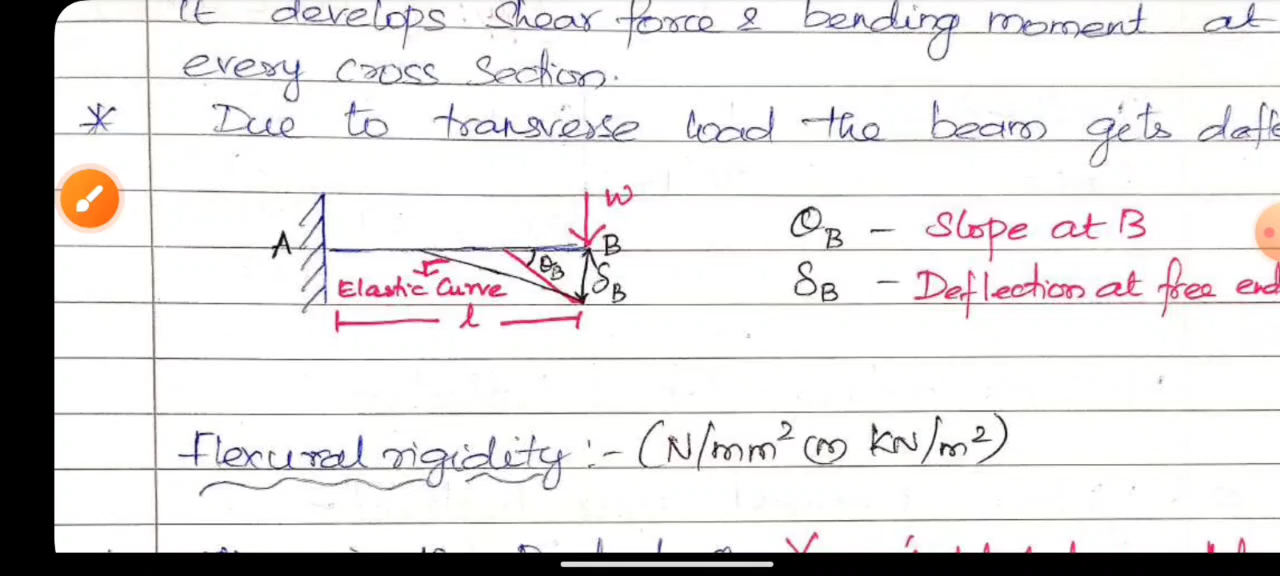 It develops Shear force & bending moment at
every cross section.
* Due to transverse load the beam gets
W
A
B
θB
δB
Elastic Curve
l
θB - Slope at B
δB - Deflection at free end
Flexural rigidity :- (N/mm² (or) KN/m²)